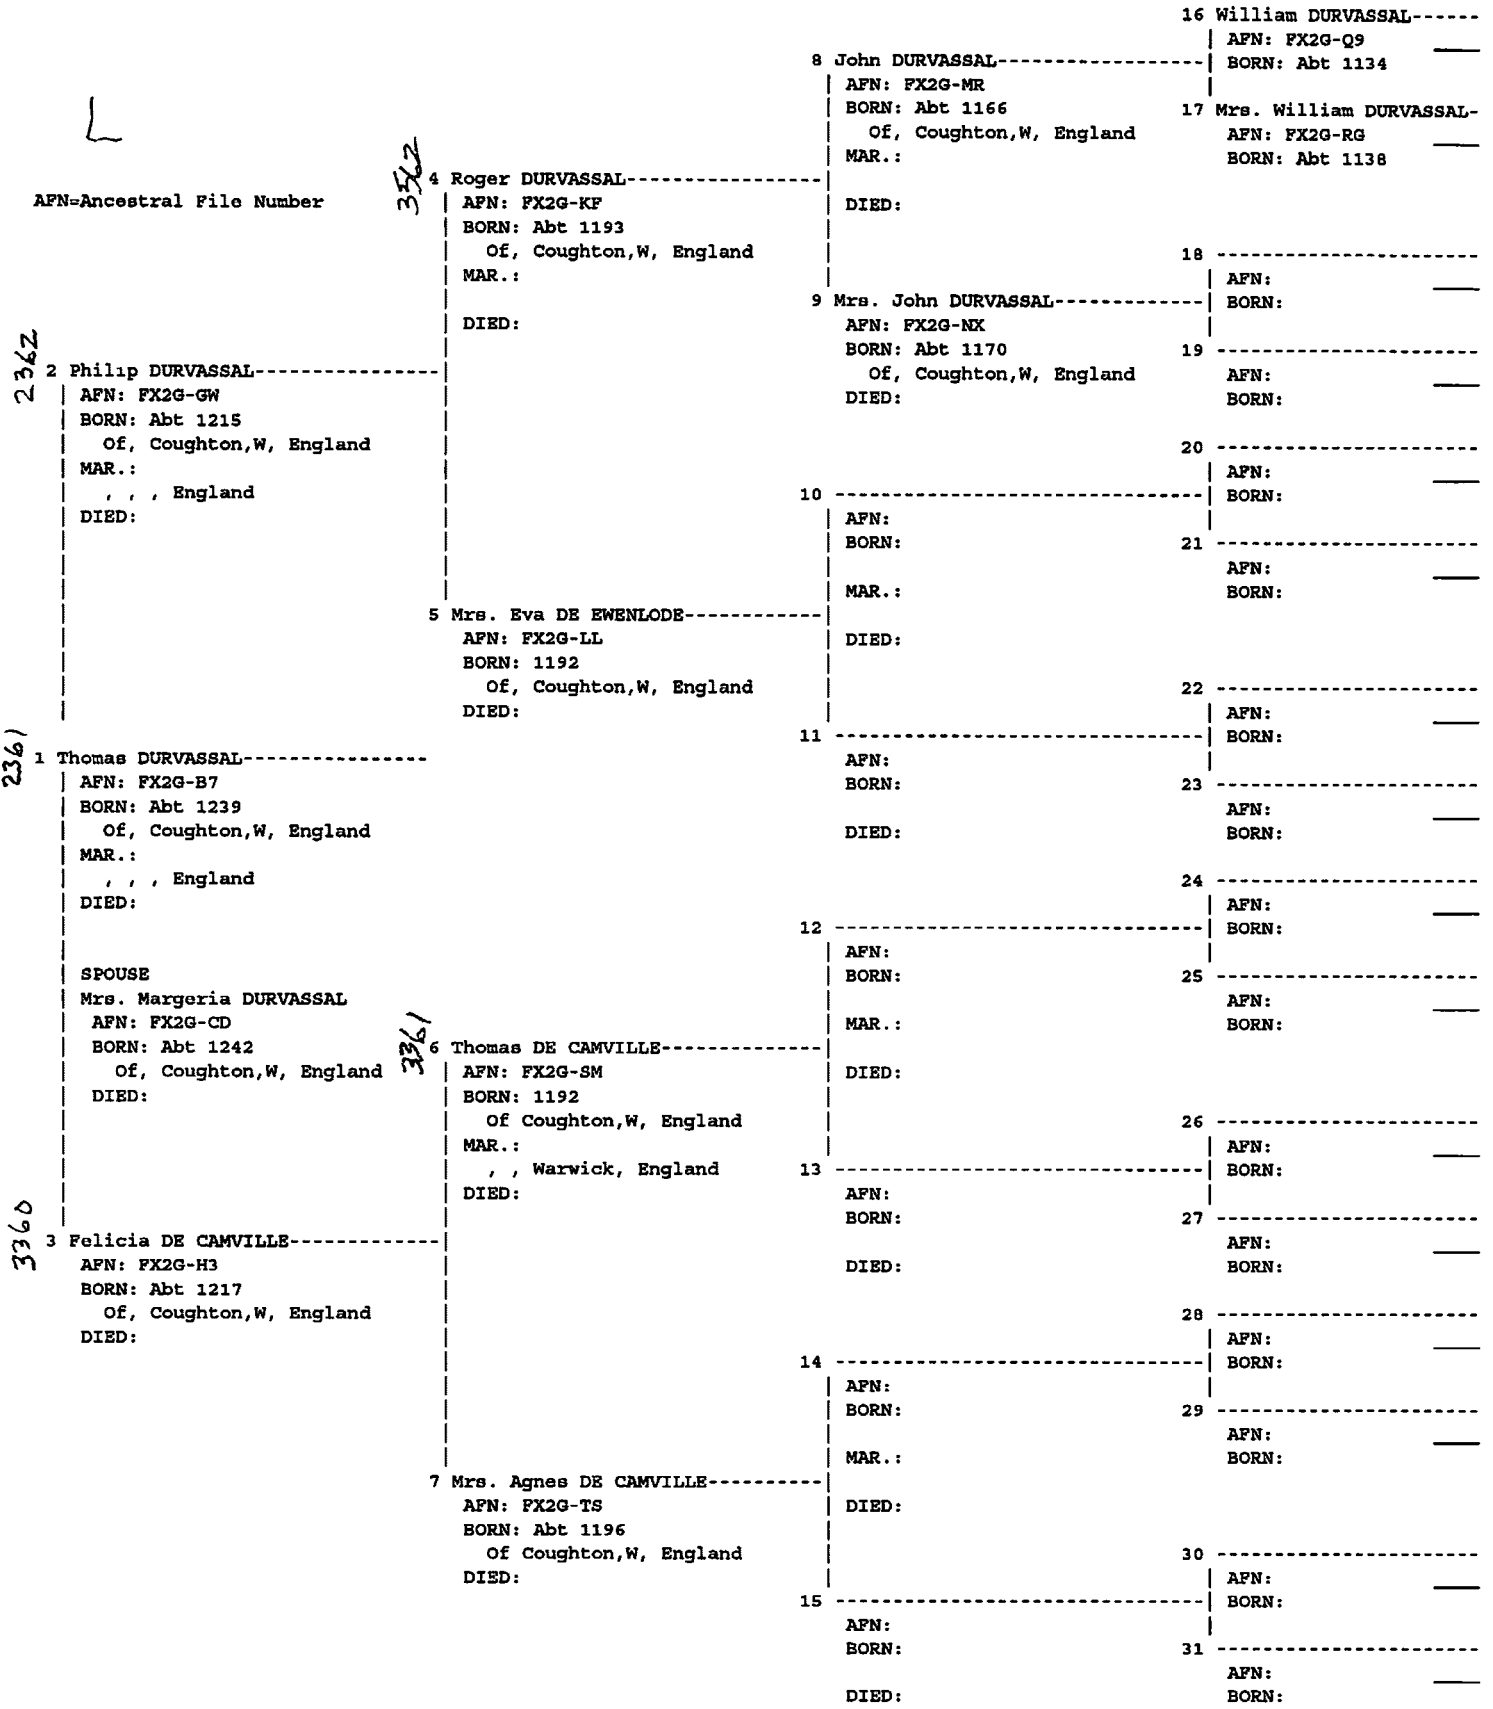 L
AFN=Ancestral File Number
2361
1 Thomas DURVASSAL----------------
AFN: FX2G-B7
BORN: Abt 1239
Of, Coughton,W, England
MAR.:
, , , England
DIED:
SPOUSE
Mrs. Margeria DURVASSAL
AFN: FX2G-CD
BORN: Abt 1242
Of, Coughton,W, England
DIED:
2362
2 Philip DURVASSAL----------------
AFN: FX2G-GW
BORN: Abt 1215
Of, Coughton,W, England
MAR.:
, , , England
DIED:
3360
3 Felicia DE CAMVILLE-------------
AFN: FX2G-H3
BORN: Abt 1217
Of, Coughton,W, England
DIED:
3562
4 Roger DURVASSAL-----------------
AFN: FX2G-KF
BORN: Abt 1193
Of, Coughton,W, England
MAR.:
DIED:
5 Mrs. Eva DE EWENLODE------------
AFN: FX2G-LL
BORN: 1192
Of, Coughton,W, England
DIED:
3361
6 Thomas DE CAMVILLE--------------
AFN: FX2G-SM
BORN: 1192
Of Coughton,W, England
MAR.:
, , Warwick, England
DIED:
7 Mrs. Agnes DE CAMVILLE----------
AFN: FX2G-TS
BORN: Abt 1196
Of Coughton,W, England
DIED:
8 John DURVASSAL------------------
AFN: FX2G-MR
BORN: Abt 1166
Of, Coughton,W, England
MAR.:
DIED:
9 Mrs. John DURVASSAL-------------
AFN: FX2G-NX
BORN: Abt 1170
Of, Coughton,W, England
DIED:
10 --------------------------------
AFN:
BORN:
MAR.:
DIED:
11 --------------------------------
AFN:
BORN:
DIED:
12 --------------------------------
AFN:
BORN:
MAR.:
DIED:
13 --------------------------------
AFN:
BORN:
DIED:
14 --------------------------------
AFN:
BORN:
MAR.:
DIED:
15 --------------------------------
AFN:
BORN:
DIED:
16 William DURVASSAL------
AFN: FX2G-Q9
BORN: Abt 1134
17 Mrs. William DURVASSAL-
AFN: FX2G-RG
BORN: Abt 1138
18 -----------------------
AFN:
BORN:
19 -----------------------
AFN:
BORN:
20 -----------------------
AFN:
BORN:
21 -----------------------
AFN:
BORN:
22 -----------------------
AFN:
BORN:
23 -----------------------
AFN:
BORN:
24 -----------------------
AFN:
BORN:
25 -----------------------
AFN:
BORN:
26 -----------------------
AFN:
BORN:
27 -----------------------
AFN:
BORN:
28 -----------------------
AFN:
BORN:
29 -----------------------
AFN:
BORN:
30 -----------------------
AFN:
BORN:
31 -----------------------
AFN:
BORN: